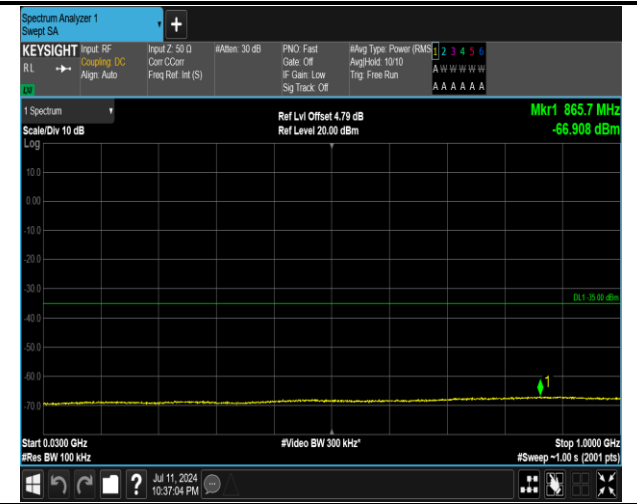 Spectrum Analyzer 1
Swept SA
+
KEYSIGHT Input: RF Input Z: 50 Ω #Atten: 30 dB PNO: Fast #Avg Type: Power (RMS 1 2 3 4 5 6
RL Coupling: DC Corr CCorr Gate: Off Avg|Hold: 10/10 A W W W W W
Align: Auto Freq Ref: Int (S) IF Gain: Low Trig: Free Run
LW Sig Track: Off A A A A A A
1 Spectrum
Ref Lvl Offset 4.79 dB Mkr1 865.7 MHz
Scale/Div 10 dB Ref Level 20.00 dBm -66.908 dBm
Log
10.0
0.00
-10.0
-20.0
-30.0
DL1 -35.00 dBm
-40.0
-50.0
-60.0
1
-70.0
Start 0.0300 GHz #Video BW 300 kHz* Stop 1.0000 GHz
#Res BW 100 kHz #Sweep ~1.00 s (2001 pts)
? Jul 11, 2024
10:37:04 PM